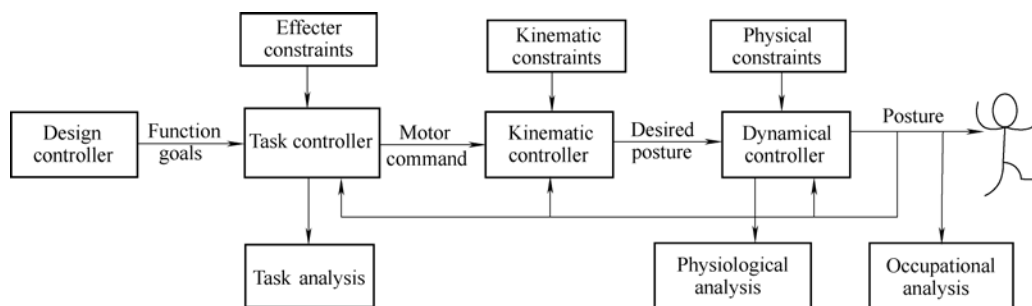 Effecter
constraints
Kinematic
constraints
Physical
constraints
Design
controller
Function
goals
Task controller
Motor
command
Kinematic
controller
Desired
posture
Dynamical
controller
Posture
Task analysis
Physiological
analysis
Occupational
analysis